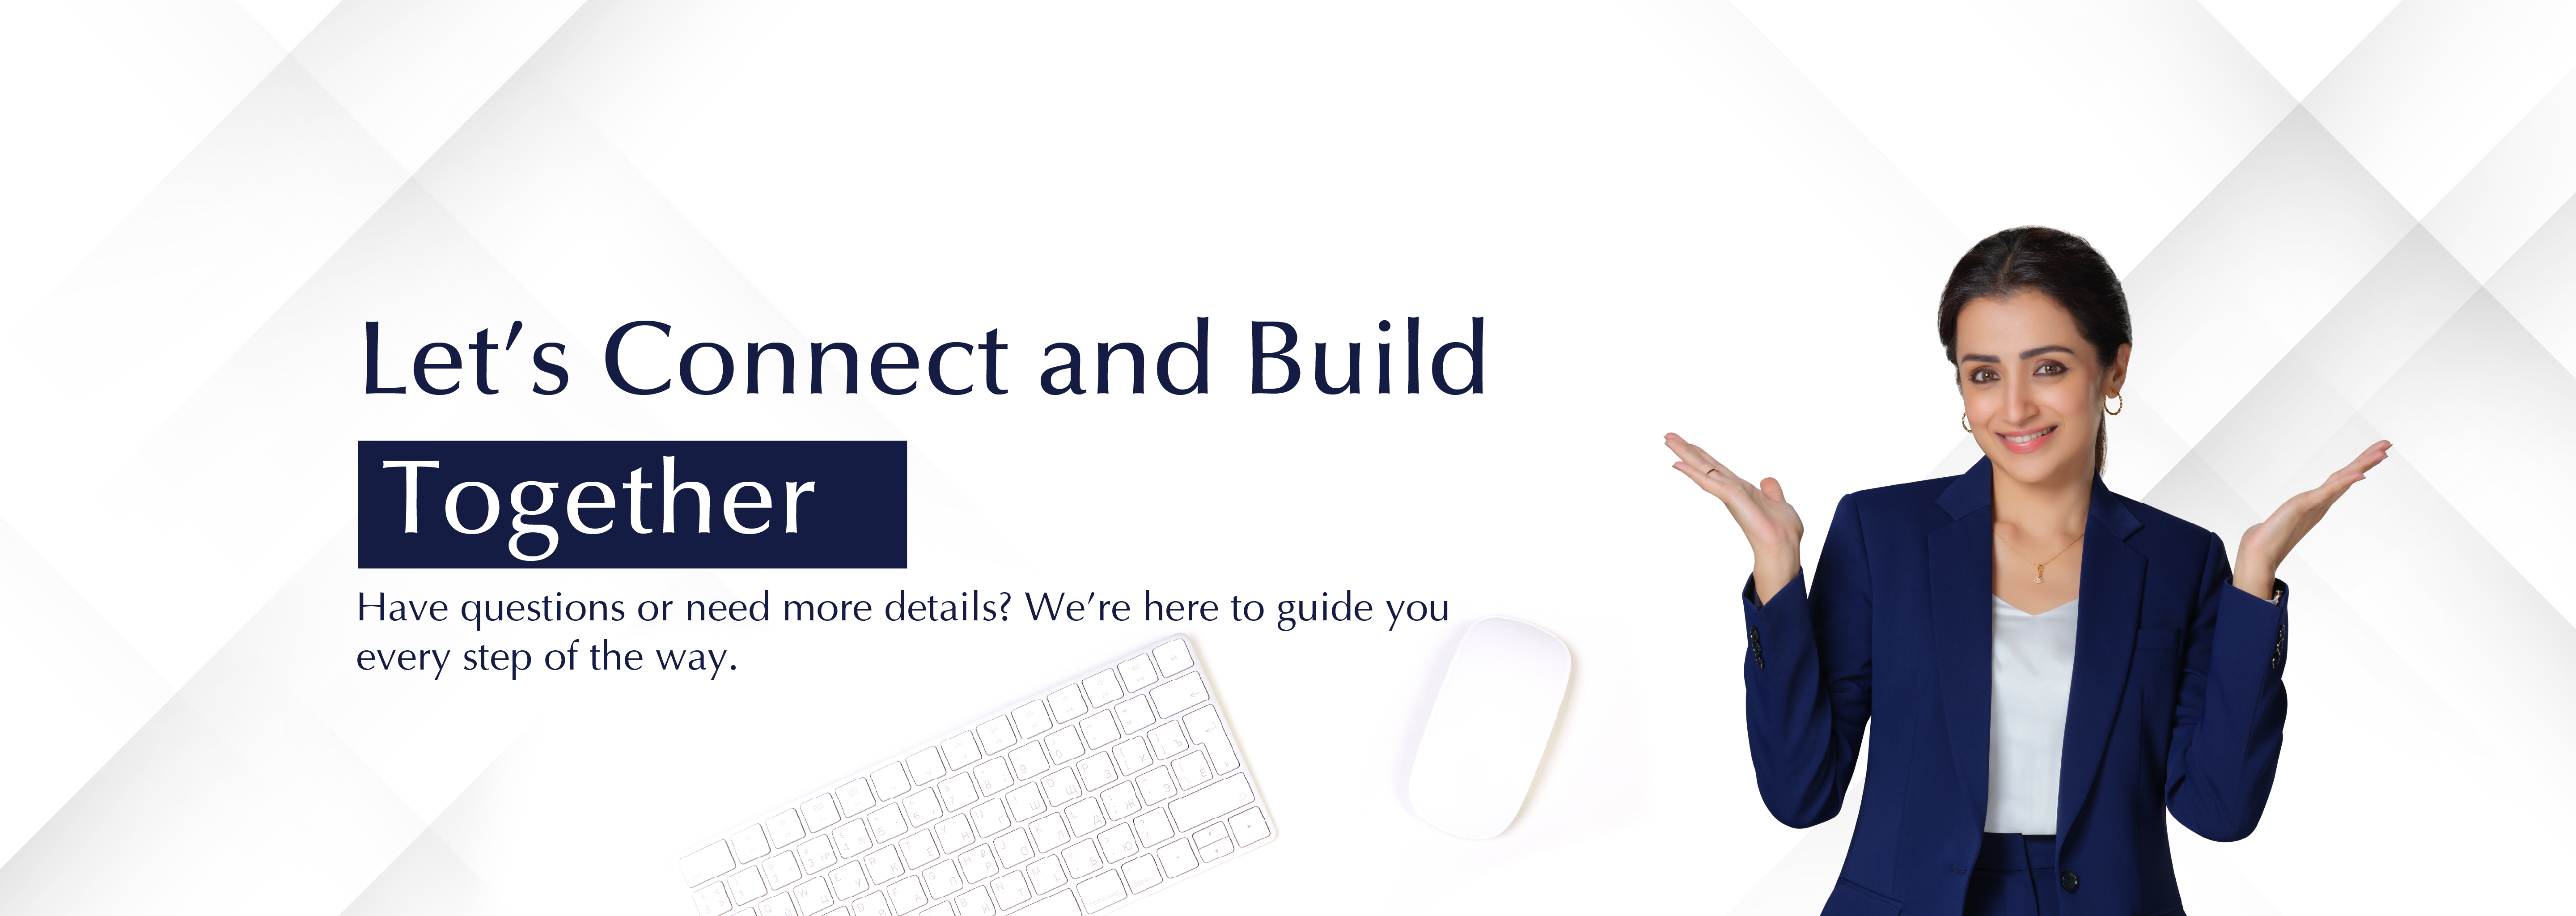 Let’s Connect and Build
Together
Have questions or need more details? We’re here to guide you
every step of the way.